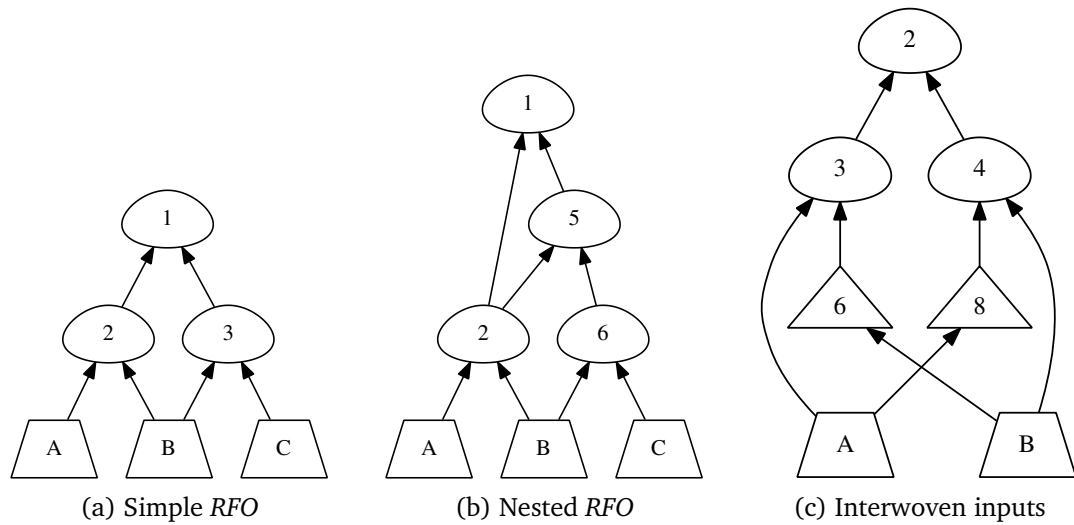 1
2 3
A B C
(a) Simple RFO
1
5
2 6
A B C
(b) Nested RFO
2
3 4
6 8
A B
(c) Interwoven inputs